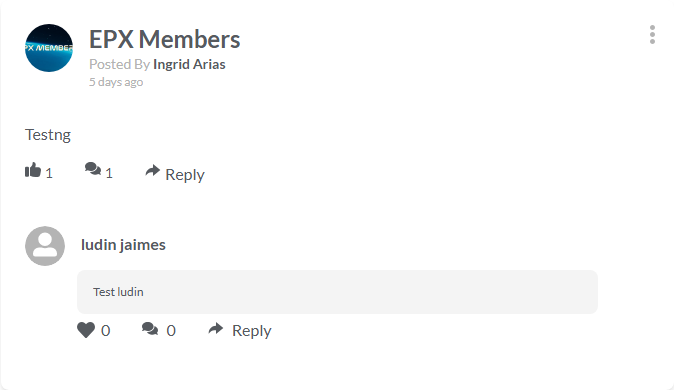 PX MEMBER
EPX Members
Posted By Ingrid Arias
5 days ago
Testng
1 1 Reply
ludin jaimes
Test ludin
0 0 Reply